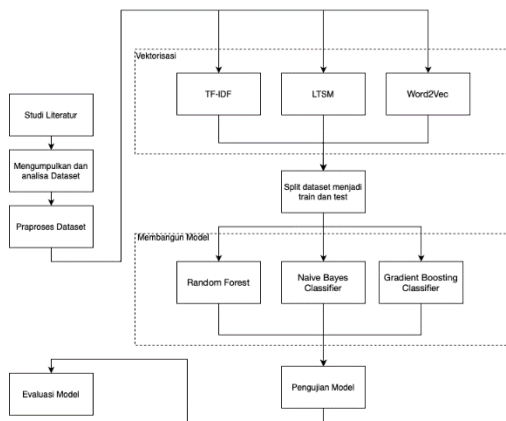 Vektorisasi
TF-IDF
LTSM
Word2Vec
Studi Literatur
Mengumpulkan dan
analisa Dataset
Praproses Dataset
Split dataset menjadi
train dan test
Membangun Model
Random Forest
Naive Bayes
Classifier
Gradient Boosting
Classifier
Pengujian Model
Evaluasi Model